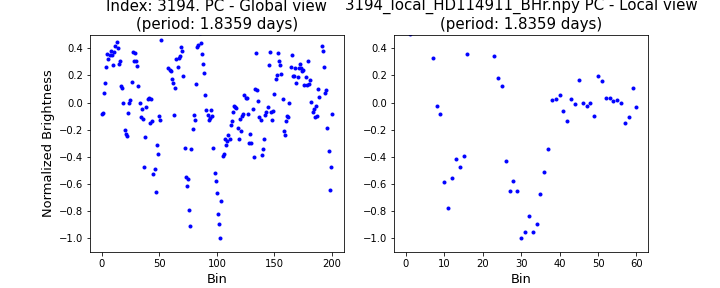 Index: 3194. PC - Global view
(period: 1.8359 days)
3194_local_HD114911_BHr.npy PC - Local view
(period: 1.8359 days)
Normalized Brightness
0.4
0.2
0.0
−0.2
−0.4
−0.6
−0.8
−1.0
0 50 100 150 200
Bin
0.4
0.2
0.0
−0.2
−0.4
−0.6
−0.8
−1.0
0 10 20 30 40 50 60
Bin